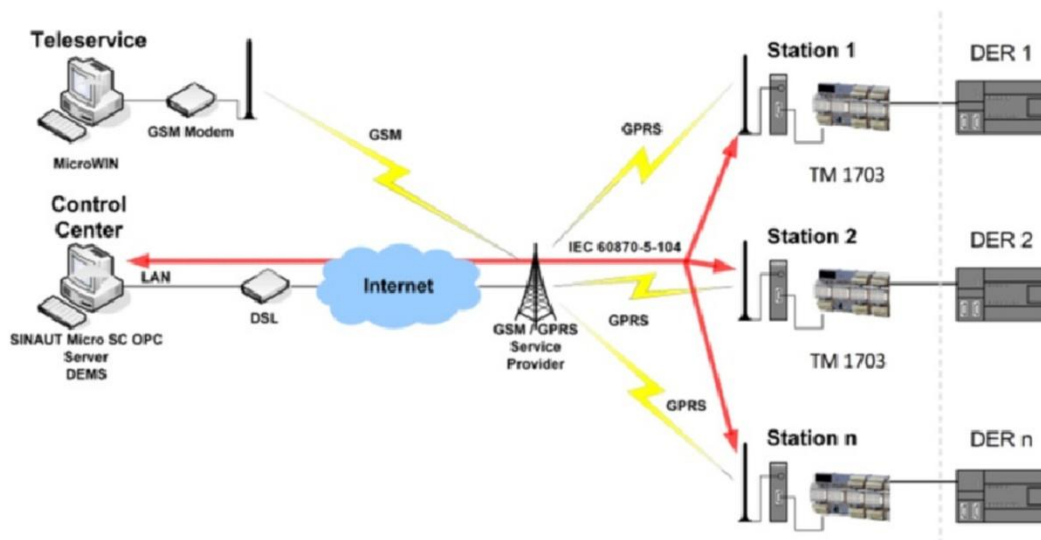 Teleservice
GSM Modem
MicroWIN
GSM
GPRS
Station 1
DER 1
TM 1703
Control
Center
LAN
DSL
Internet
IEC 60870-5-104
SINAUT Micro SC OPC
Server
DEMS
GSM / GPRS
Service
Provider
GPRS
Station 2
DER 2
TM 1703
GPRS
Station n
DER n